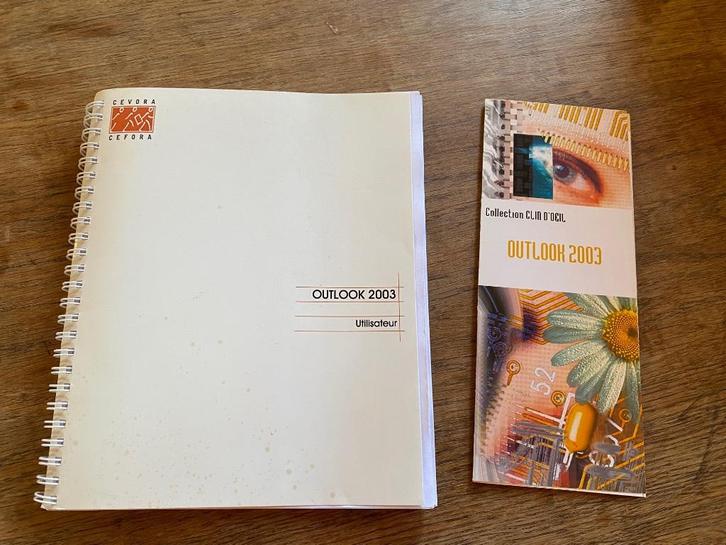 CEVORA
CEFORA
OUTLOOK 2003
Utilisateur
Collection CLIN D'OEIL
OUTLOOK 2003
52